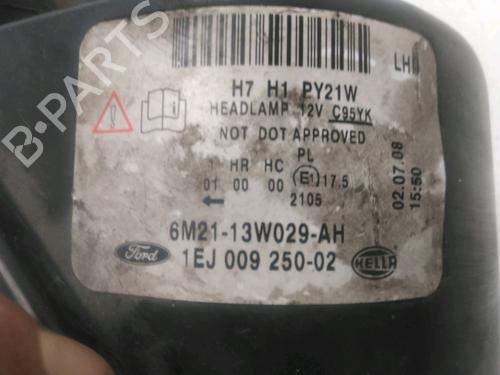 B-PARTS
LH
H7 H1 PY21W
HEADLAMP 12V C95YK
NOT DOT APPROVED
1 HR HC PL
01 00 00 E1 17.5
2105
02.07.08
15:50
6M21-13W029-AH
Ford 1EJ 009 250-02 HELLA